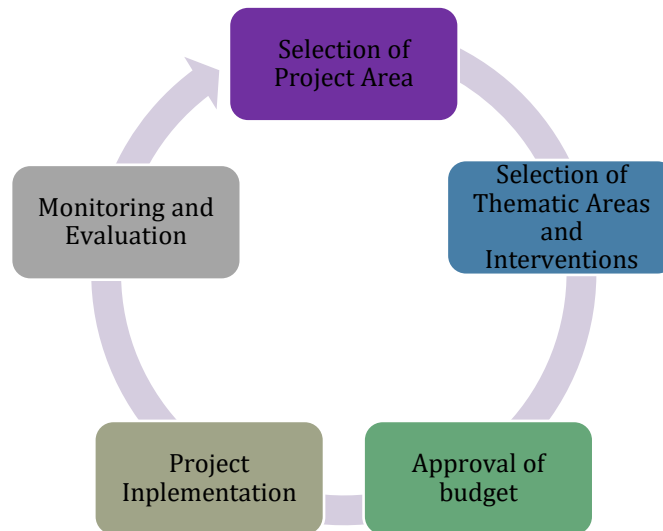 Selection of
Project Area
Selection of
Thematic Areas
and
Interventions
Approval of
budget
Project
Inplementation
Monitoring and
Evaluation